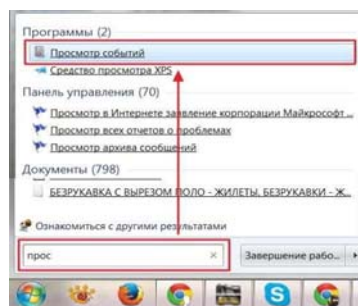 Программы (2)
Просмотр событий
Средство просмотра XPS
Панель управления (70)
Просмотр в Интернете заявление корпорации Майкрософт ...
Просмотр всех отчетов о проблемах
Просмотр архива сообщений
Документы (798)
БЕЗРУКАВКА С ВЫРЕЗОМ ПОЛО - ЖИЛЕТЫ, БЕЗРУКАВКИ - Ж...
Ознакомиться с другими результатами
прос
Завершение рабо...